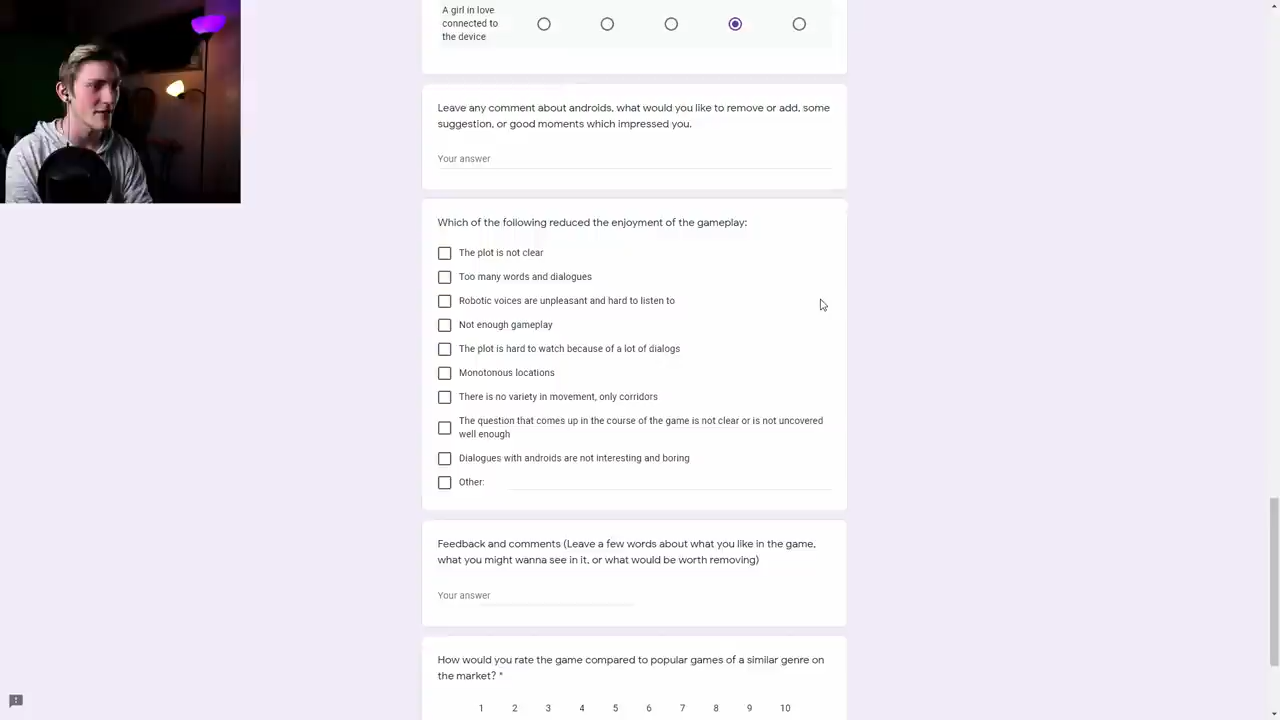 A girl in love
connected to
the device
Leave any comment about androids, what would you like to remove or add, some
suggestion, or good moments which impressed you.
Your answer
Which of the following reduced the enjoyment of the gameplay:
The plot is not clear
Too many words and dialogues
Robotic voices are unpleasant and hard to listen to
Not enough gameplay
The plot is hard to watch because of a lot of dialogs
Monotonous locations
There is no variety in movement, only corridors
The question that comes up in the course of the game is not clear or is not uncovered
well enough
Dialogues with androids are not interesting and boring
Other:
Feedback and comments (Leave a few words about what you like in the game,
what you might wanna see in it, or what would be worth removing)
Your answer
How would you rate the game compared to popular games of a similar genre on
the market? *
1 2 3 4 5 6 7 8 9 10